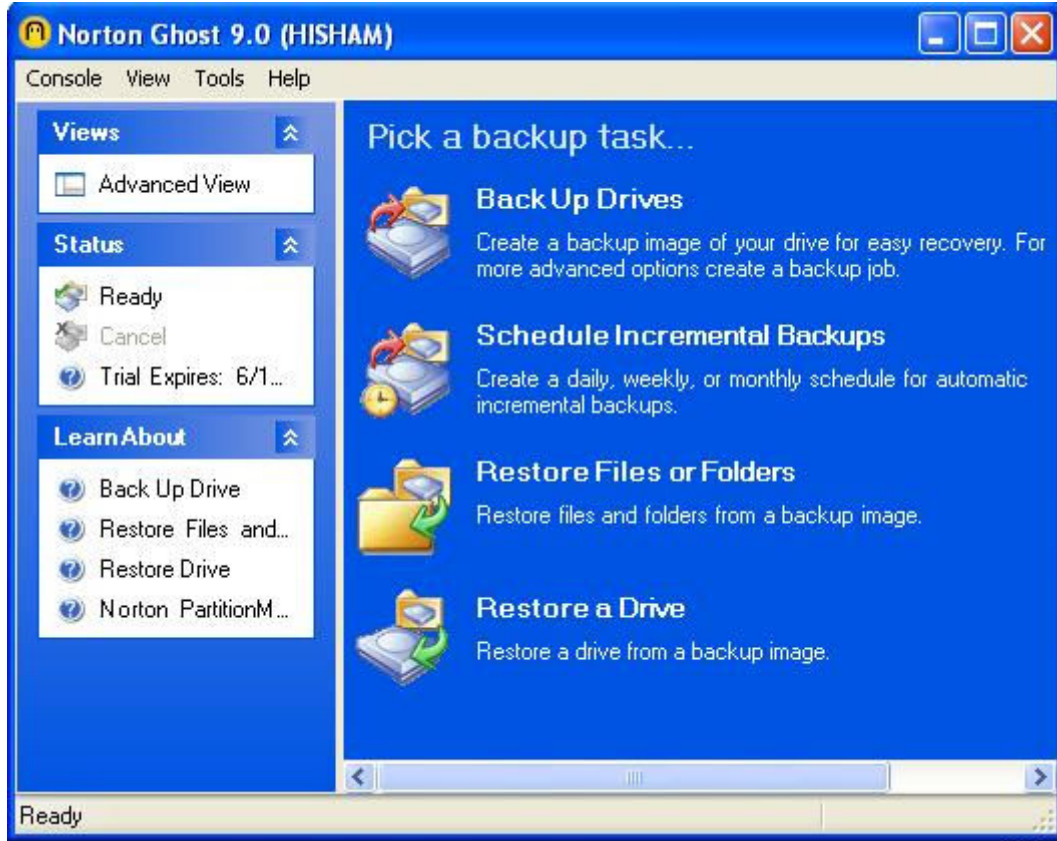 Norton Ghost 9.0 (HISHAM)
Console View Tools Help
Views
Advanced View
Status
Ready
Cancel
Trial Expires: 6/1...
Learn About
Back Up Drive
Restore Files and...
Restore Drive
Norton PartitionM...
Pick a backup task...
Back Up Drives
Create a backup image of your drive for easy recovery. For
more advanced options create a backup job.
Schedule Incremental Backups
Create a daily, weekly, or monthly schedule for automatic
incremental backups.
Restore Files or Folders
Restore files and folders from a backup image.
Restore a Drive
Restore a drive from a backup image.
Ready